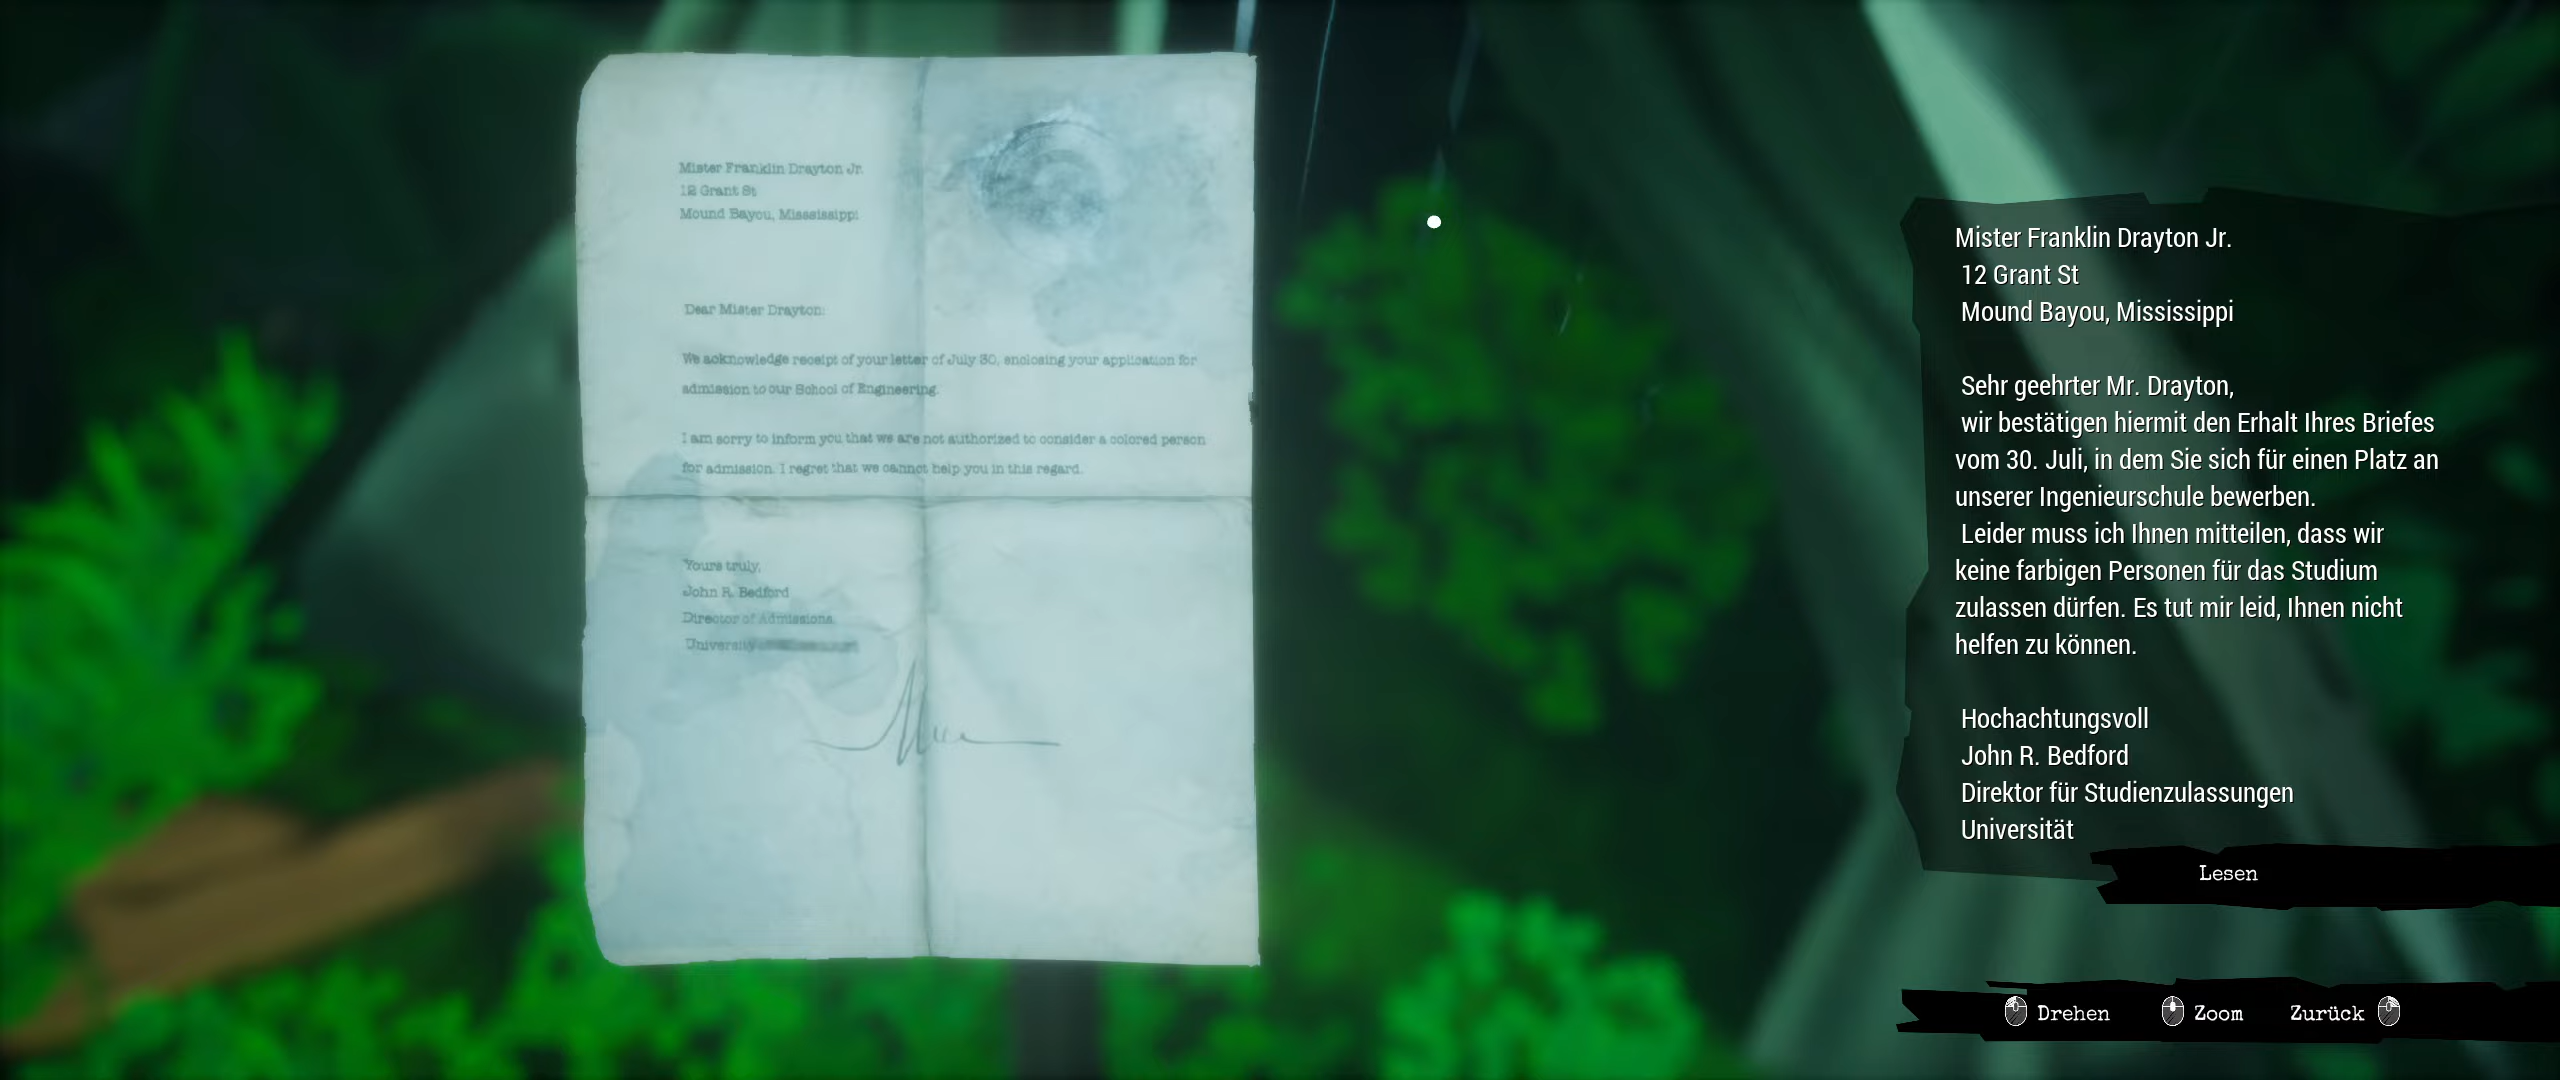 Mister Franklin Drayton Jr.
12 Grant St
Mound Bayou, Mississippi
Dear Mister Drayton:
We acknowledge receipt of your letter of July 30, enclosing your application for
admission to our School of Engineering.
I am sorry to inform you that we are not authorized to consider a colored person
for admission. I regret that we cannot help you in this regard.
Yours truly,
John R. Bedford
Director of Admissions
University
Mister Franklin Drayton Jr.
12 Grant St
Mound Bayou, Mississippi
Sehr geehrter Mr. Drayton,
wir bestätigen hiermit den Erhalt Ihres Briefes
vom 30. Juli, in dem Sie sich für einen Platz an
unserer Ingenieurschule bewerben.
Leider muss ich Ihnen mitteilen, dass wir
keine farbigen Personen für das Studium
zulassen dürfen. Es tut mir leid, Ihnen nicht
helfen zu können.
Hochachtungsvoll
John R. Bedford
Direktor für Studienzulassungen
Universität
Lesen
Drehen Zoom Zurück